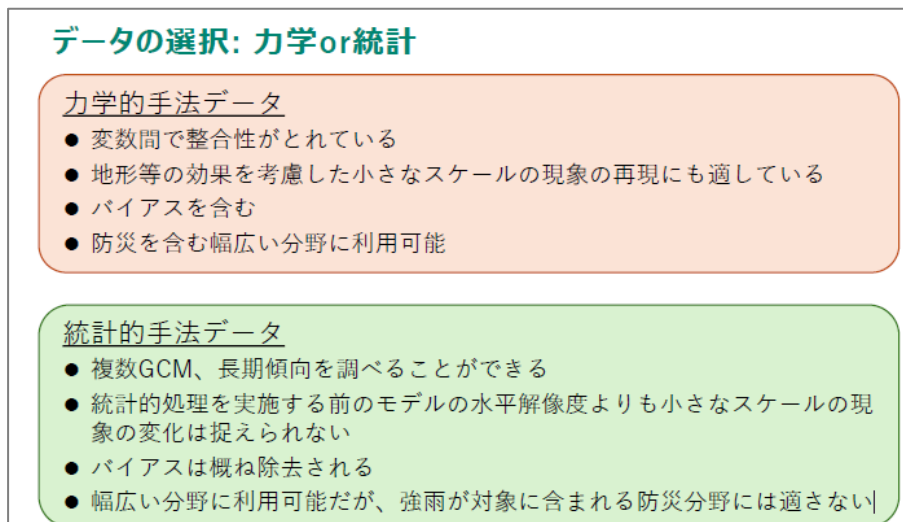 データの選択: 力学or統計
力学的手法データ
● 変数間で整合性がとれている
● 地形等の効果を考慮した小さなスケールの現象の再現にも適している
● バイアスを含む
● 防災を含む幅広い分野に利用可能
統計的手法データ
● 複数GCM、長期傾向を調べることができる
● 統計的処理を実施する前のモデルの水平解像度よりも小さなスケールの現
象の変化は捉えられない
● バイアスは概ね除去される
● 幅広い分野に利用可能だが、強雨が対象に含まれる防災分野には適さない